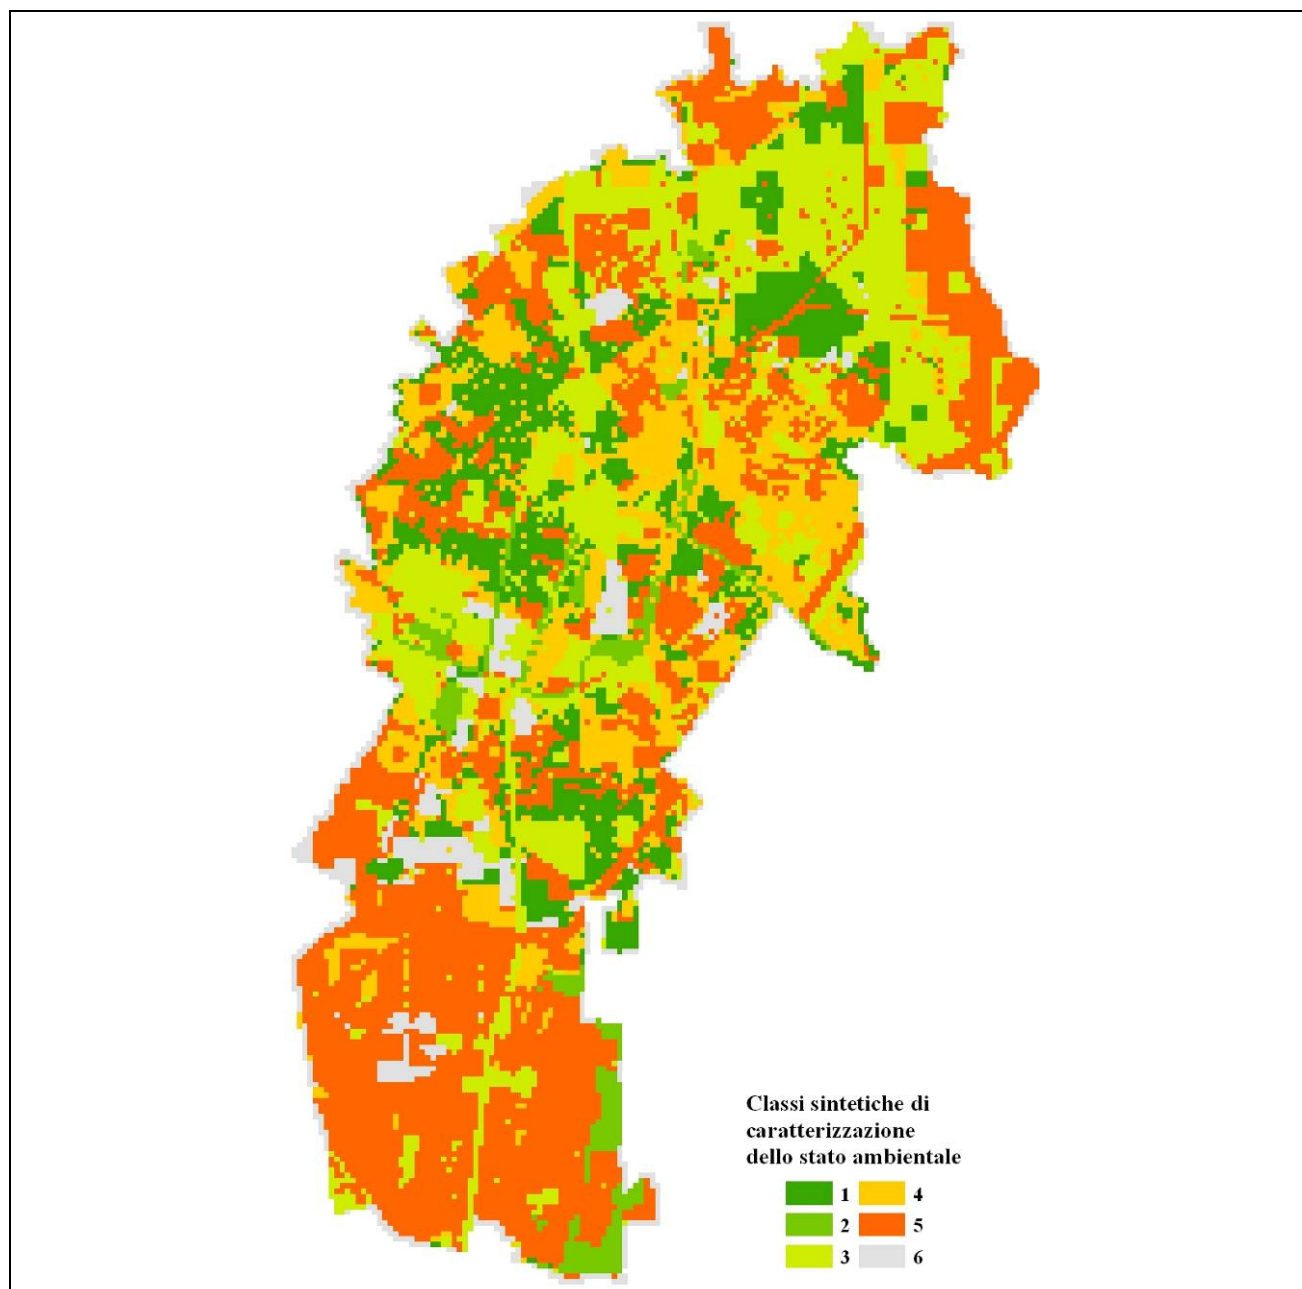 Classi sintetiche di
caratterizzazione
dello stato ambientale
1 4
2 5
3 6